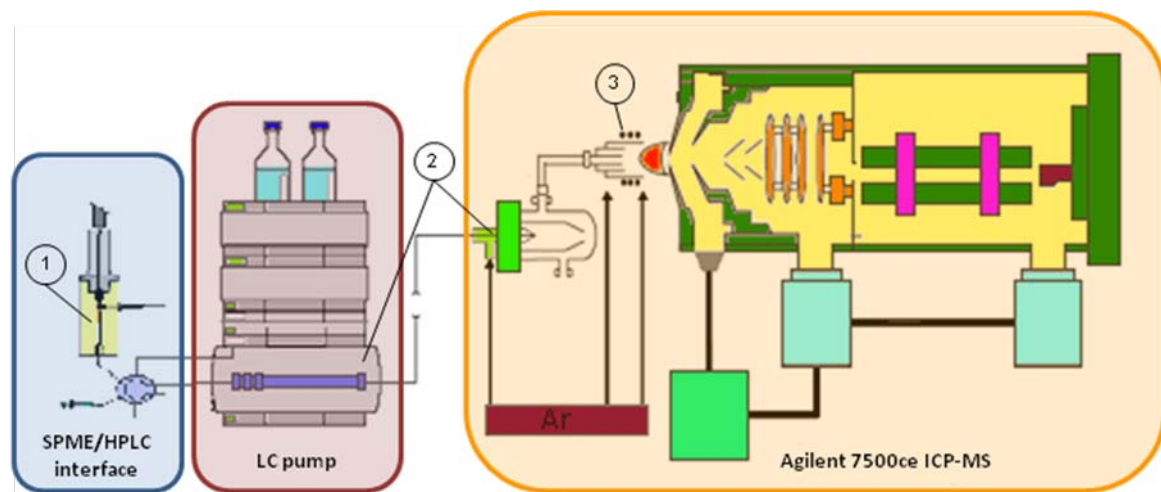 3
2
1
Ar
SPME/HPLC
interface
LC pump
Agilent 7500ce ICP-MS